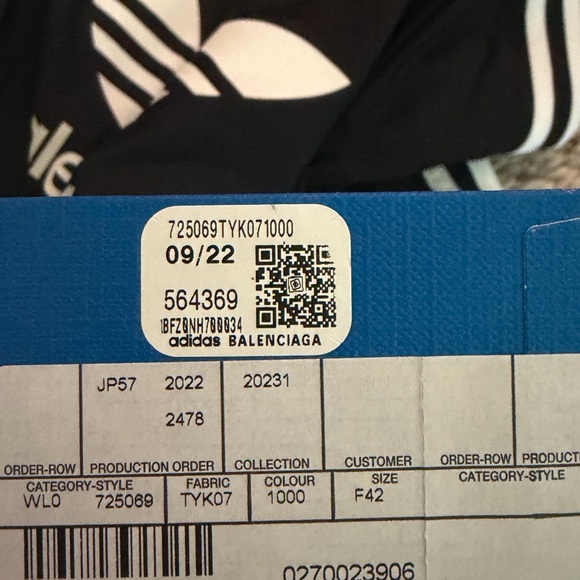 ale
725069TYK071000
09/22
564369
adidas BALENCIAGA
JP57 2022 20231
2478
ORDER-ROW PRODUCTION ORDER COLLECTION CUSTOMER ORDER-ROW PRODUCT
CATEGORY-STYLE FABRIC COLOUR SIZE CATEGORY-STYLE
WL0 725069 TYK07 1000 F42
0270023906